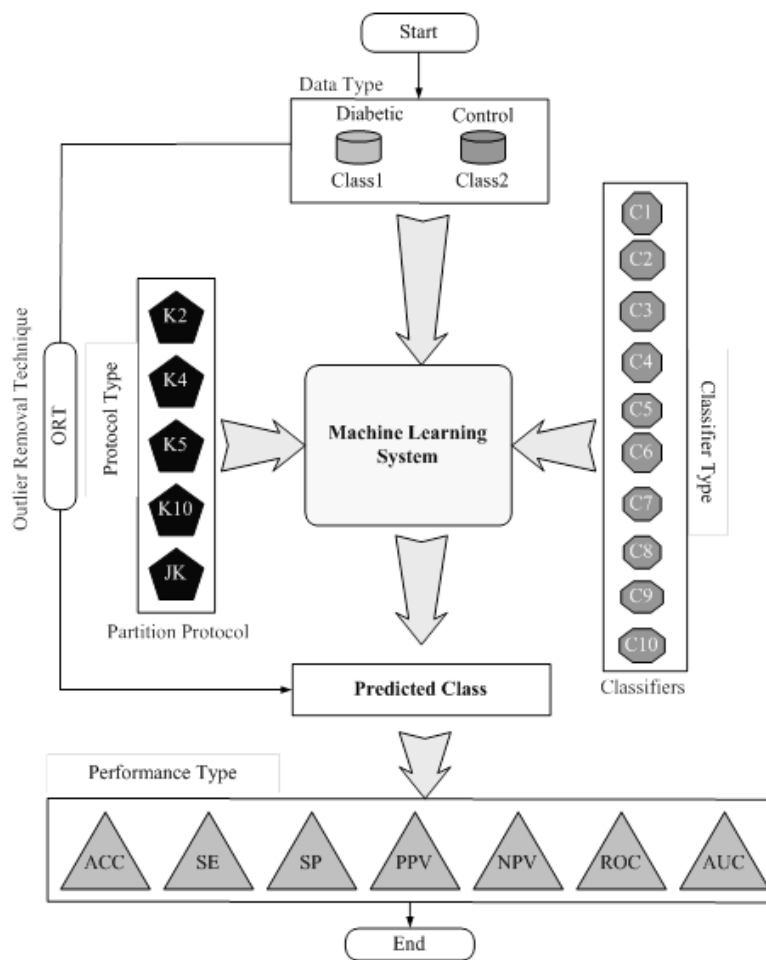 Start
Data Type
Diabetic
Control
Class1
Class2
C1
C2
C3
C4
C5
C6
C7
C8
C9
C10
Classifier Type
Classifiers
K2
K4
K5
K10
JK
Protocol Type
Partition Protocol
Outlier Removal Technique
ORT
Machine Learning
System
Predicted Class
Performance Type
ACC
SE
SP
PPV
NPV
ROC
AUC
End